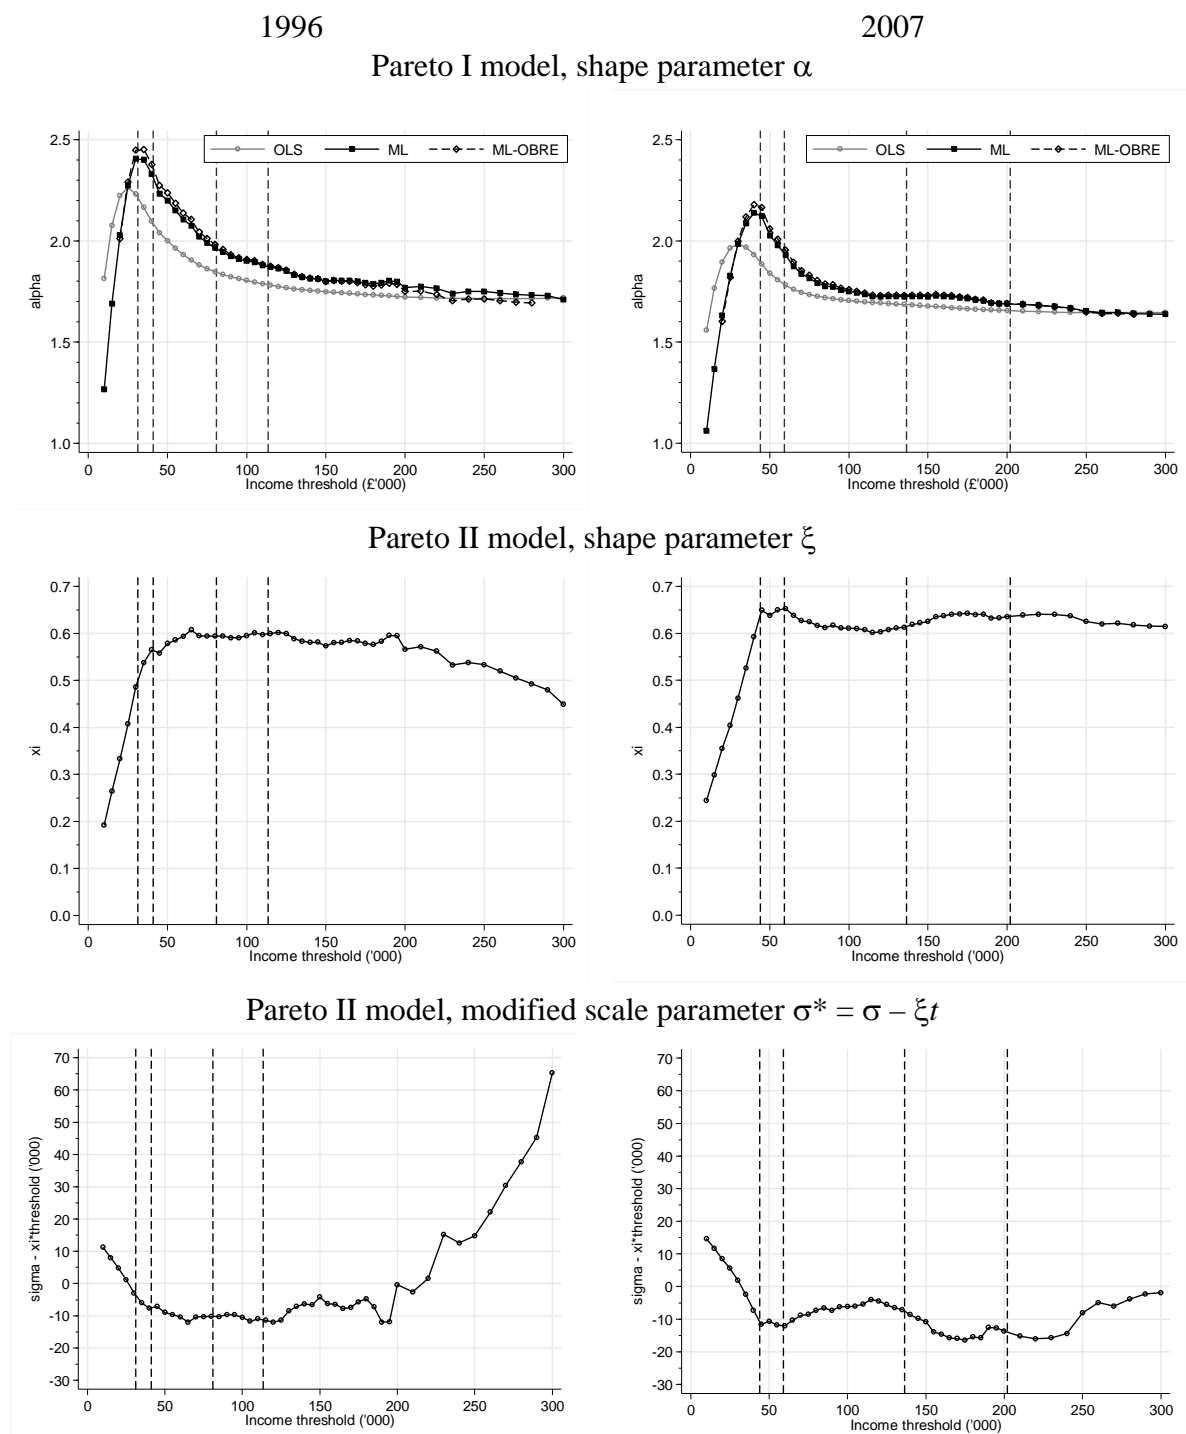 1996 2007
Pareto I model, shape parameter α
2.5
2.0
1.5
1.0
alpha
OLS ML ML-OBRE
0 50 100 150 200 250 300
Income threshold (£'000)
2.5
2.0
1.5
1.0
alpha
OLS ML ML-OBRE
0 50 100 150 200 250 300
Income threshold (£'000)
Pareto II model, shape parameter ξ
0.7
0.6
0.5
0.4
0.3
0.2
0.1
0.0
xi
0 50 100 150 200 250 300
Income threshold ('000)
0.7
0.6
0.5
0.4
0.3
0.2
0.1
0.0
xi
0 50 100 150 200 250 300
Income threshold ('000)
Pareto II model, modified scale parameter σ* = σ – ξt
70
60
50
40
30
20
10
0
-10
-20
-30
sigma - xi*threshold ('000)
0 50 100 150 200 250 300
Income threshold ('000)
70
60
50
40
30
20
10
0
-10
-20
-30
sigma - xi*threshold ('000)
0 50 100 150 200 250 300
Income threshold ('000)